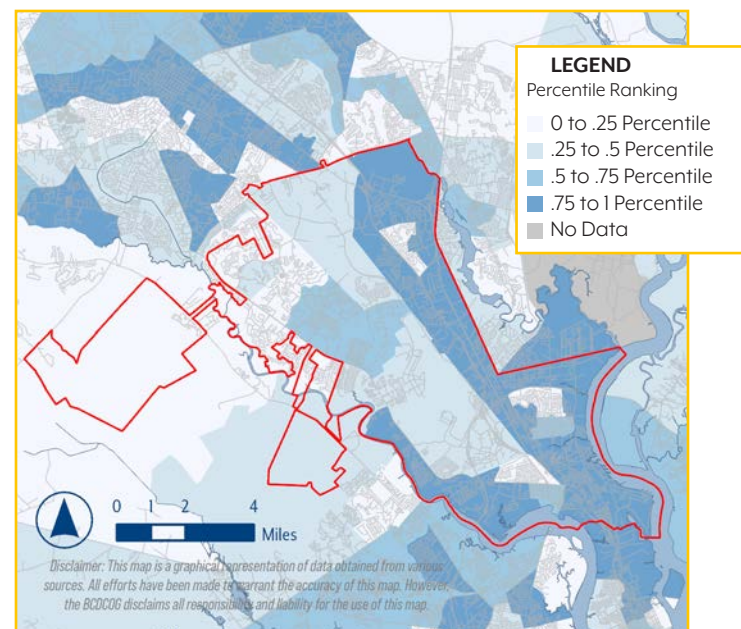 LEGEND
Percentile Ranking
0 to .25 Percentile
.25 to .5 Percentile
.5 to .75 Percentile
.75 to 1 Percentile
No Data
0 1 2 4
Miles
Disclaimer: This map is a graphical representation of data obtained from various
sources. All efforts have been made to warrant the accuracy of this map. However,
the BCDCOG disclaims all responsibility and liability for the use of this map.